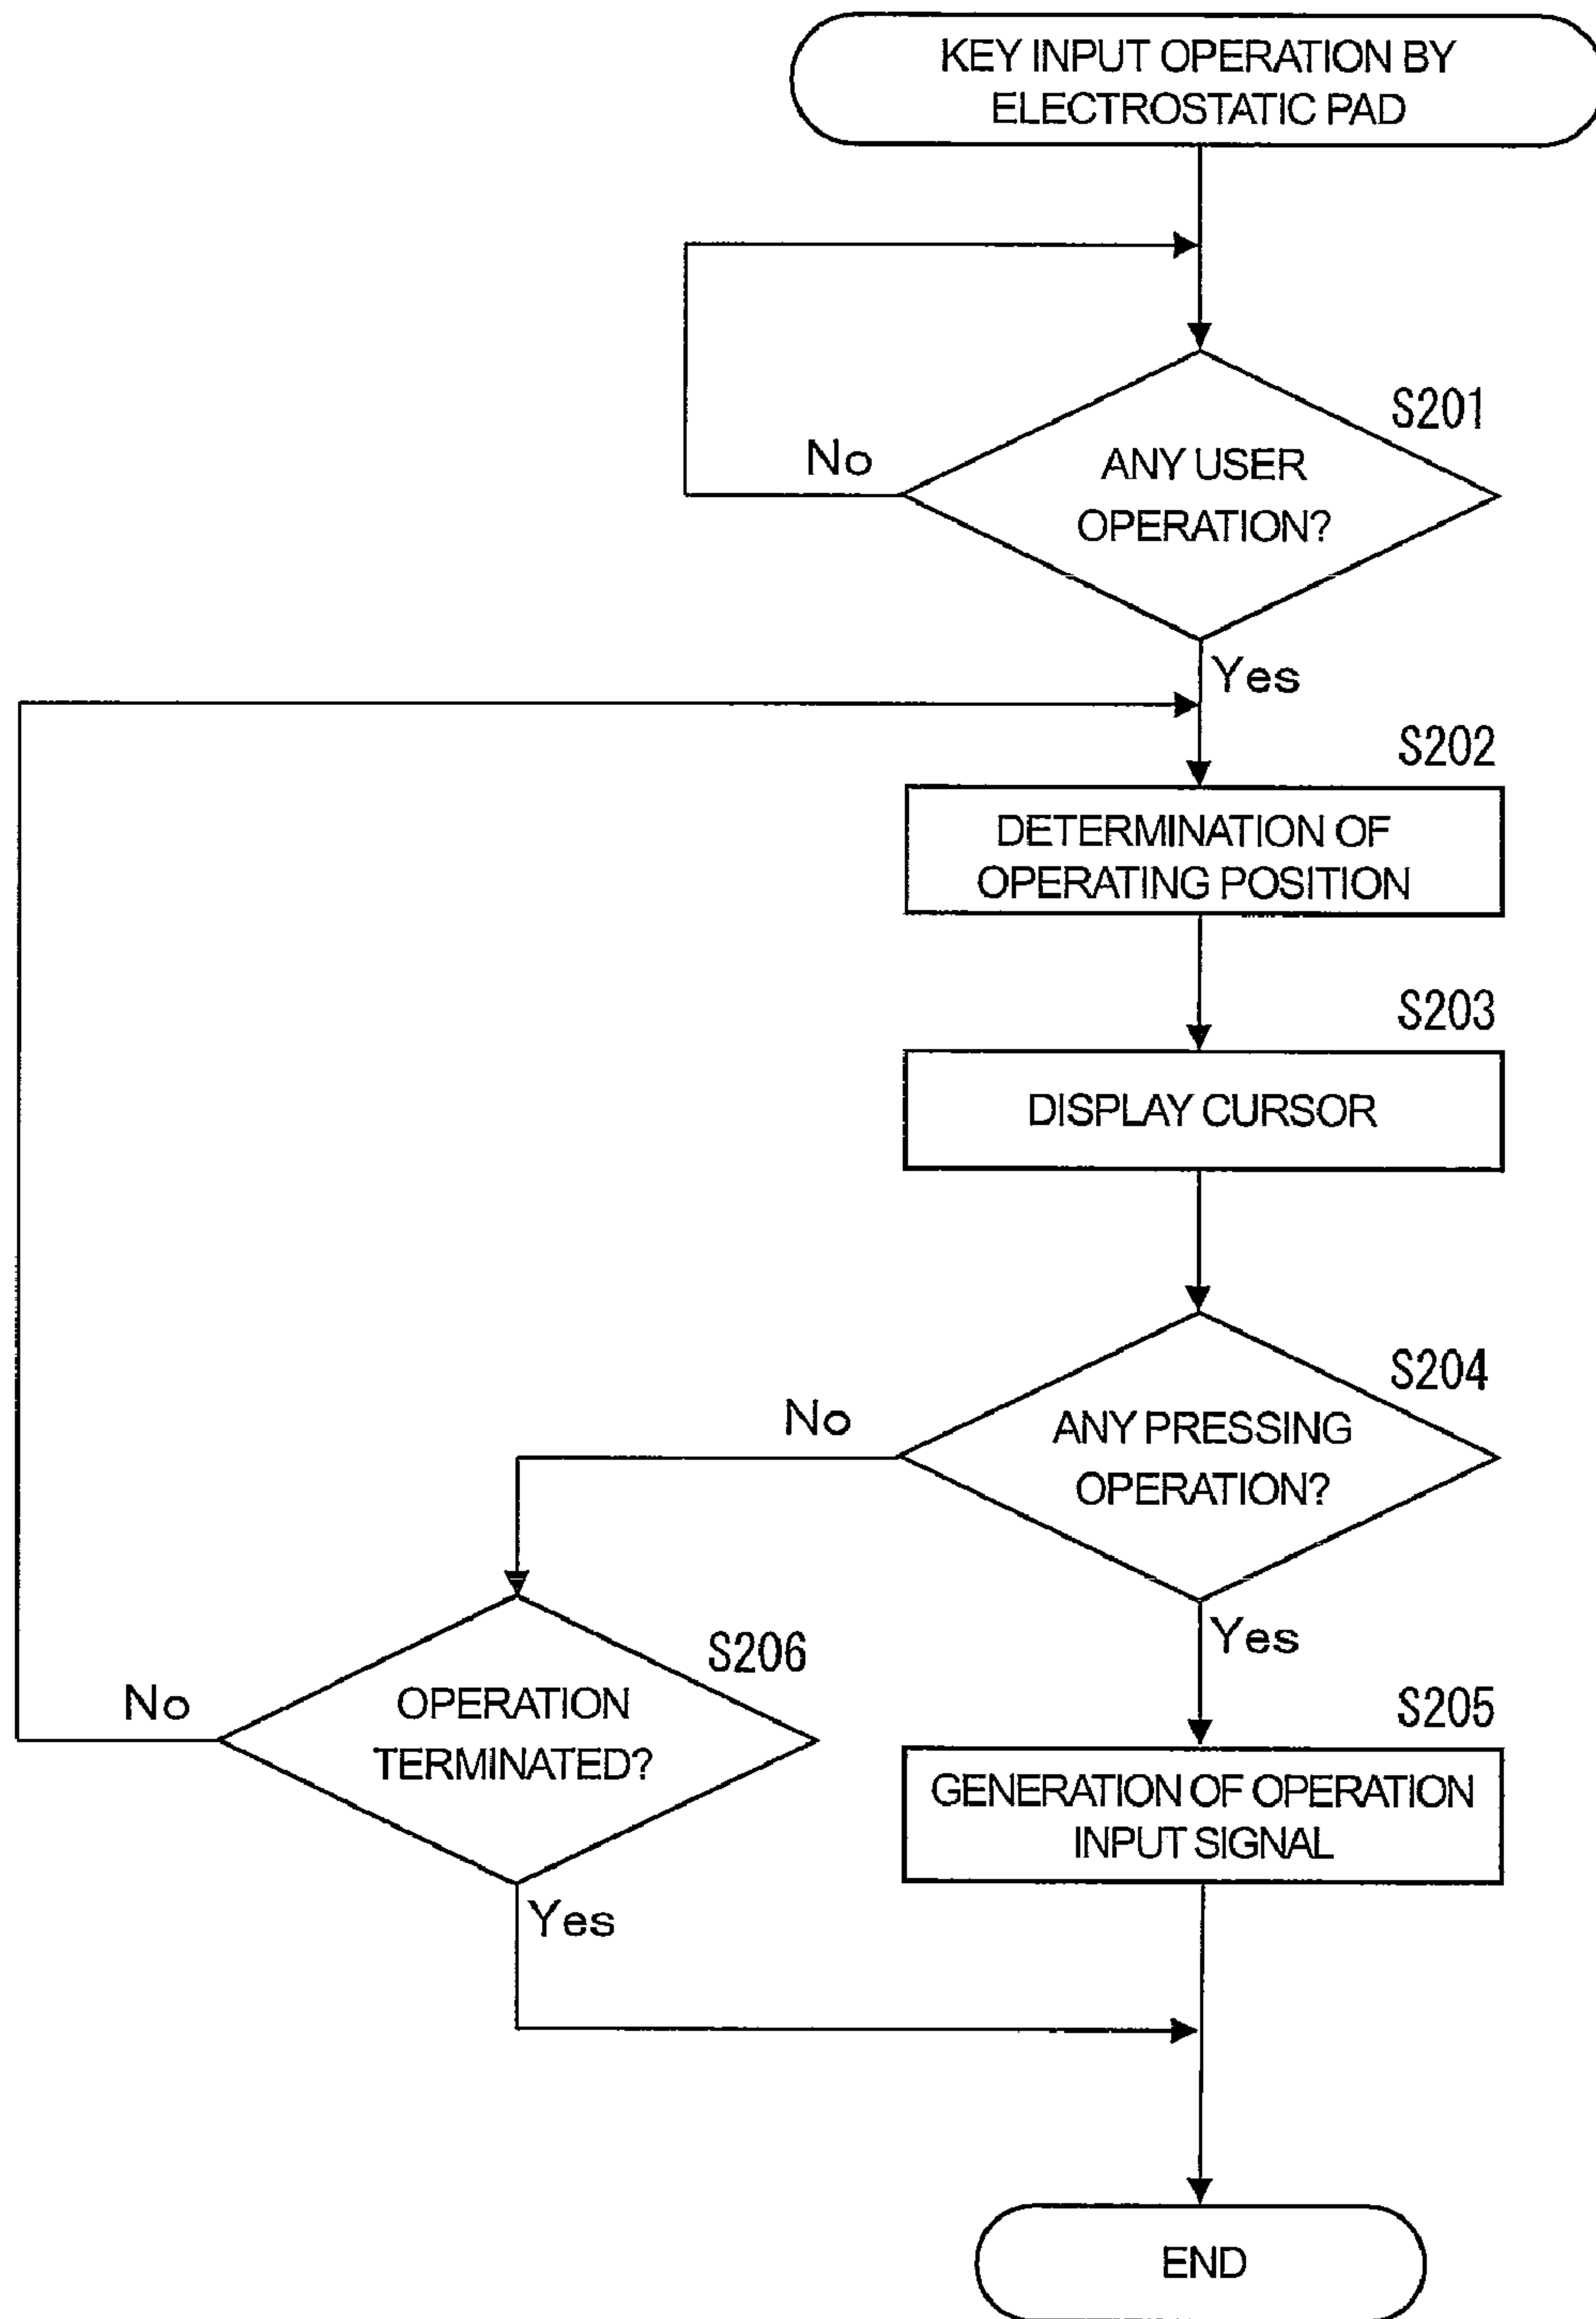 KEY INPUT OPERATION BY
ELECTROSTATIC PAD
S201
No
ANY USER
OPERATION?
Yes
S202
DETERMINATION OF
OPERATING POSITION
S203
DISPLAY CURSOR
S204
No
ANY PRESSING
OPERATION?
Yes
S206
No
OPERATION
TERMINATED?
S205
GENERATION OF OPERATION
INPUT SIGNAL
Yes
END